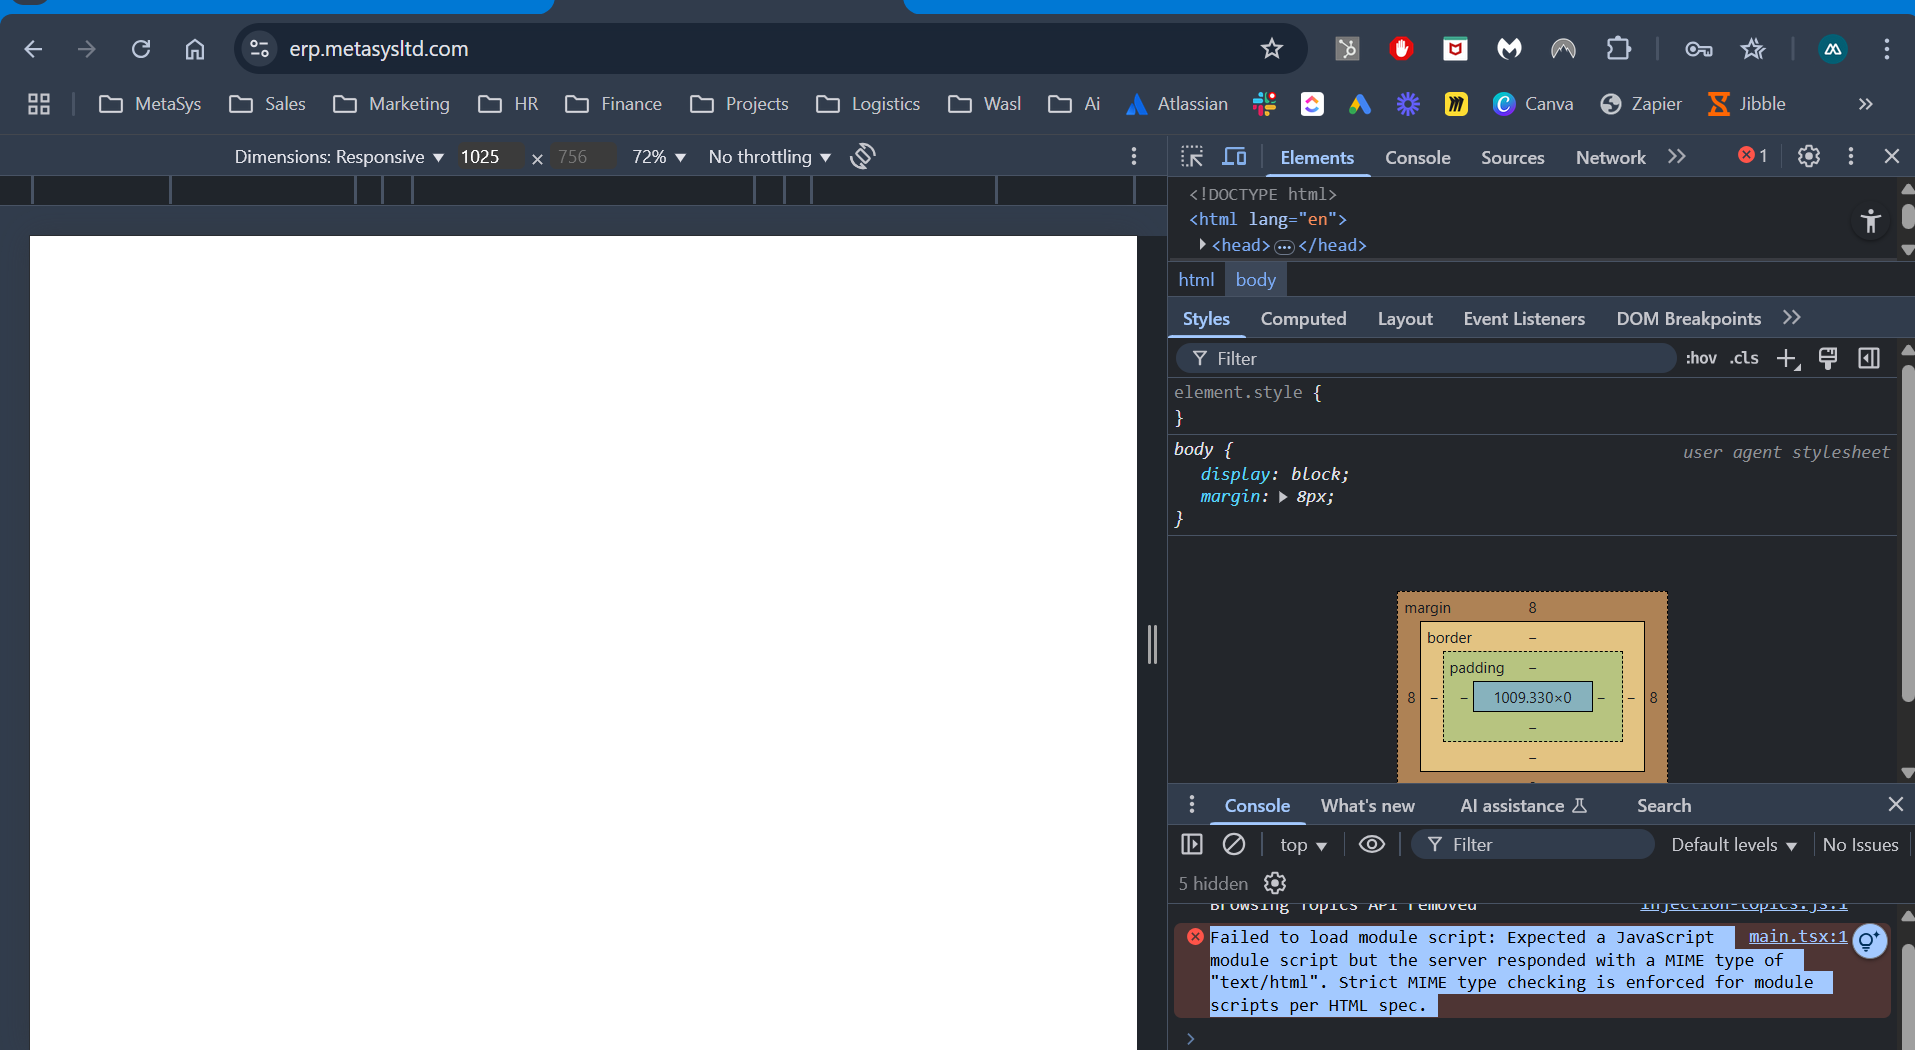 erp.metasysltd.com
MetaSys Sales Marketing HR Finance Projects Logistics Wasl Ai Atlassian Canva Zapier Jibble
Dimensions: Responsive 1025 × 756 72% No throttling
Elements Console Sources Network 1
<!DOCTYPE html>
<html lang="en">
<head> ... </head>
html body
Styles Computed Layout Event Listeners DOM Breakpoints
Filter :hov .cls
element.style {
}
body { user agent stylesheet
display: block;
margin: 8px;
}
margin 8
border –
padding –
8 – – 1009.330×0 – – 8
–
–
Console What's new AI assistance Search
top Filter Default levels No Issues
5 hidden
Browsing Topics API removed injection-topics.js:1
Failed to load module script: Expected a JavaScript main.tsx:1
module script but the server responded with a MIME type of
"text/html". Strict MIME type checking is enforced for module
scripts per HTML spec.